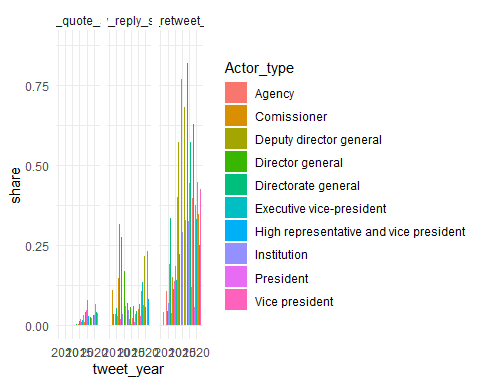 _quote_ _reply_s _retweet_
Actor_type
0.75
0.50
0.25
0.00
share
tweet_year
Agency
Comissioner
Deputy director general
Director general
Directorate general
Executive vice-president
High representative and vice president
Institution
President
Vice president